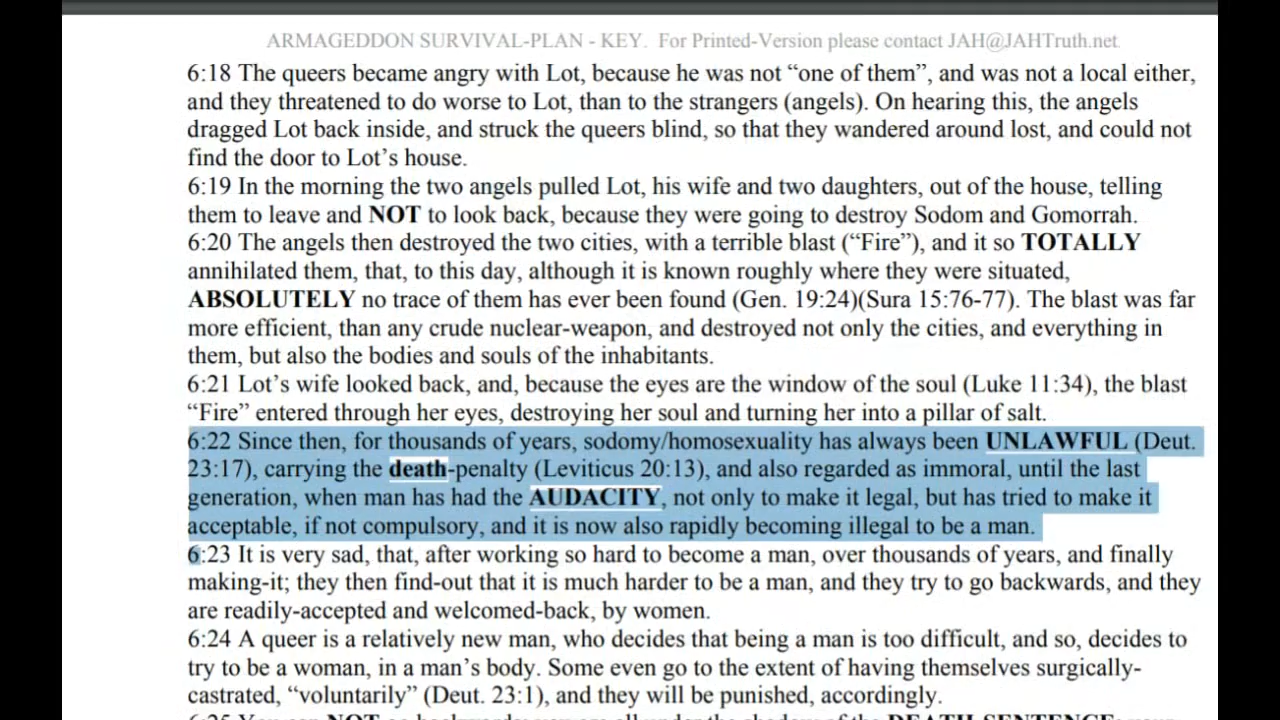 ARMAGEDDON SURVIVAL-PLAN - KEY. For Printed-Version please contact JAH@JAHTruth.net.
6:18 The queers became angry with Lot, because he was not “one of them”, and was not a local either,
and they threatened to do worse to Lot, than to the strangers (angels). On hearing this, the angels
dragged Lot back inside, and struck the queers blind, so that they wandered around lost, and could not
find the door to Lot’s house.
6:19 In the morning the two angels pulled Lot, his wife and two daughters, out of the house, telling
them to leave and NOT to look back, because they were going to destroy Sodom and Gomorrah.
6:20 The angels then destroyed the two cities, with a terrible blast (“Fire”), and it so TOTALLY
annihilated them, that, to this day, although it is known roughly where they were situated,
ABSOLUTELY no trace of them has ever been found (Gen. 19:24)(Sura 15:76-77). The blast was far
more efficient, than any crude nuclear-weapon, and destroyed not only the cities, and everything in
them, but also the bodies and souls of the inhabitants.
6:21 Lot’s wife looked back, and, because the eyes are the window of the soul (Luke 11:34), the blast
“Fire” entered through her eyes, destroying her soul and turning her into a pillar of salt.
6:22 Since then, for thousands of years, sodomy/homosexuality has always been UNLAWFUL (Deut.
23:17), carrying the death-penalty (Leviticus 20:13), and also regarded as immoral, until the last
generation, when man has had the AUDACITY, not only to make it legal, but has tried to make it
acceptable, if not compulsory, and it is now also rapidly becoming illegal to be a man.
6:23 It is very sad, that, after working so hard to become a man, over thousands of years, and finally
making-it; they then find-out that it is much harder to be a man, and they try to go backwards, and they
are readily-accepted and welcomed-back, by women.
6:24 A queer is a relatively new man, who decides that being a man is too difficult, and so, decides to
try to be a woman, in a man’s body. Some even go to the extent of having themselves surgically-
castrated, “voluntarily” (Deut. 23:1), and they will be punished, accordingly.